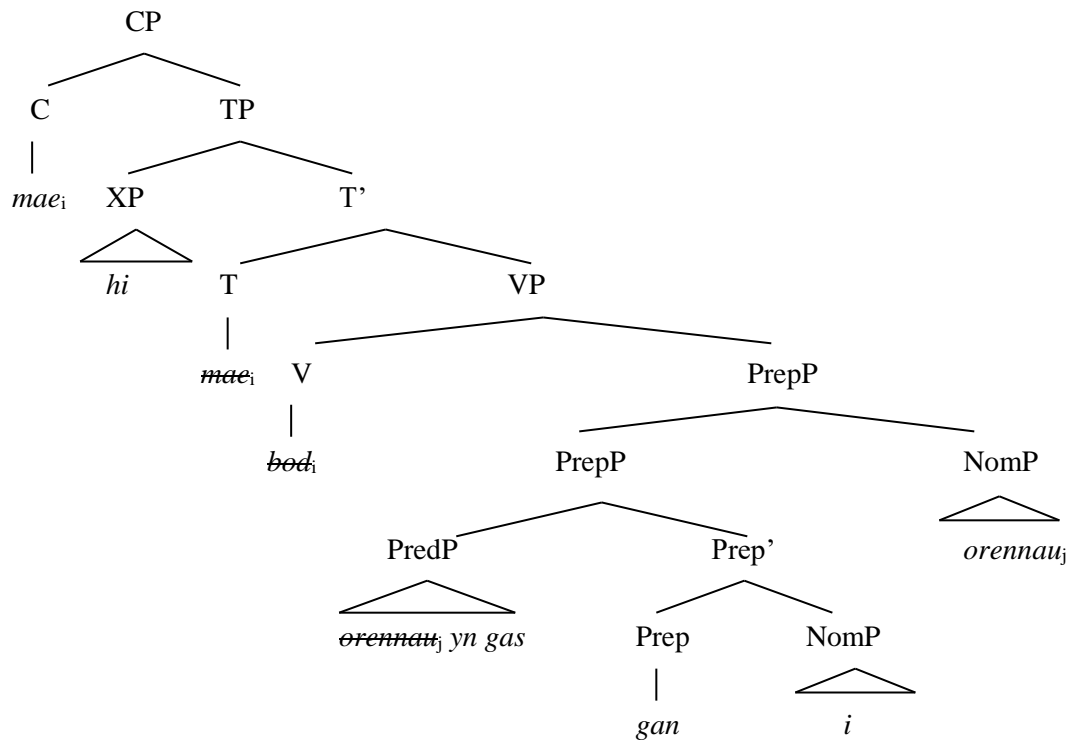 CP
C TP
mae i XP T’
hi T VP
~~mae~~ i V PrepP
~~bod~~ i PrepP NomP
PredP Prep’ orennau j
~~orennau~~ j yn gas Prep NomP
gan i